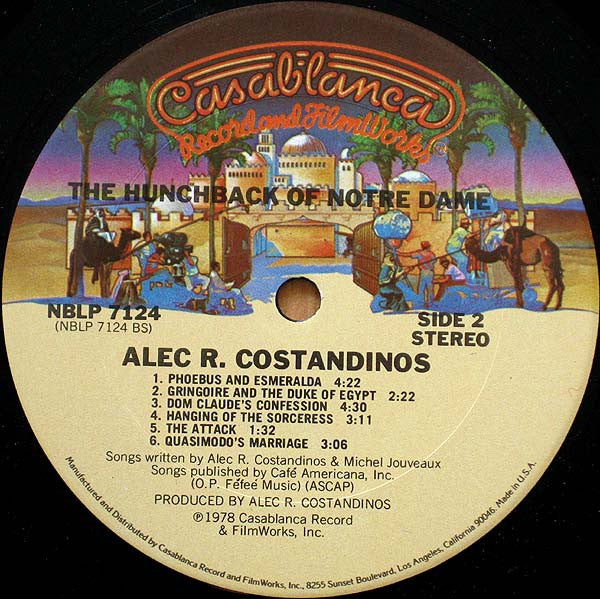 Casablanca
Record and FilmWorks
®
THE HUNCHBACK OF NOTRE DAME
NBLP 7124
(NBLP 7124 BS)
SIDE 2
STEREO
ALEC R. COSTANDINOS
1. PHOEBUS AND ESMERALDA 4:22
2. GRINGOIRE AND THE DUKE OF EGYPT 2:22
3. DOM CLAUDE'S CONFESSION 4:30
4. HANGING OF THE SORCERESS 3:11
5. THE ATTACK 1:32
6. QUASIMODO'S MARRIAGE 3:06
Songs written by Alec R. Costandinos & Michel Jouveaux
Songs published by Café Americana, Inc.
(O.P. Féfée Music) (ASCAP)
PRODUCED BY ALEC R. COSTANDINOS
℗1978 Casablanca Record
& FilmWorks, Inc.
Manufactured and Distributed by Casablanca Record and FilmWorks, Inc., 8255 Sunset Boulevard, Los Angeles, California 90046. Made in U.S.A.